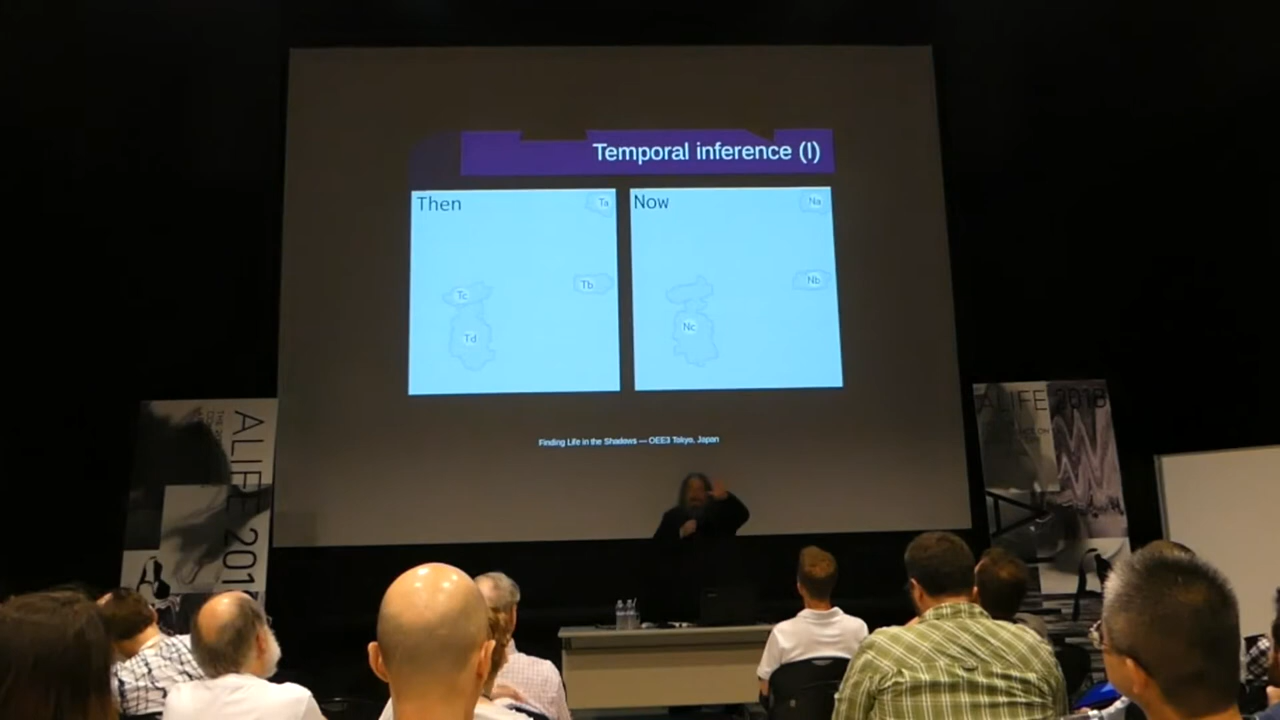 Temporal inference (I)
Then
Ta
Tb
Tc
Td
Now
Na
Nb
Nc
Finding Life in the Shadows — OEE3 Tokyo, Japan
ALIFE 201
ALIFE 2018